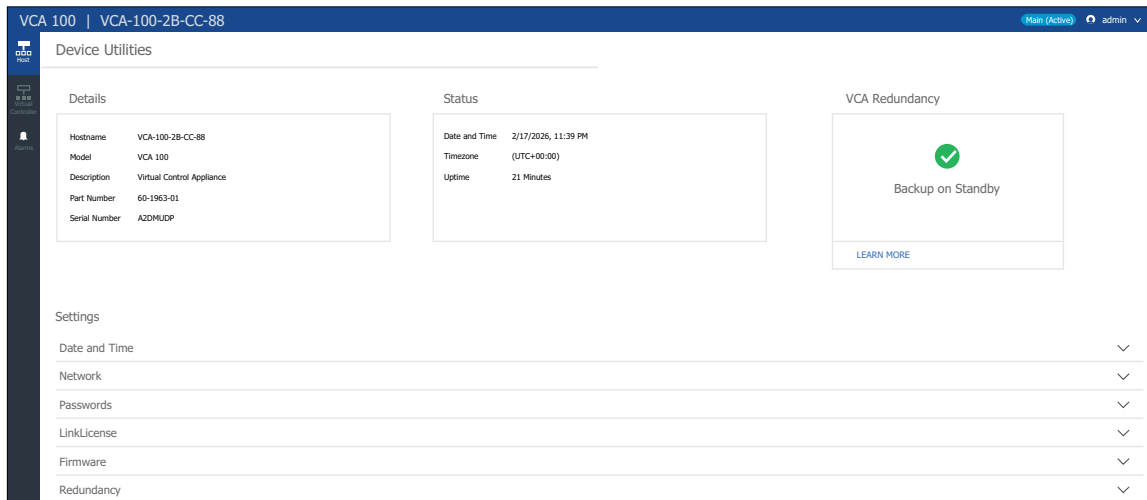 VCA 100 | VCA-100-2B-CC-88
Main (Active) admin
Host
Virtual
Controller
Alarms
Device Utilities
Details
Hostname VCA-100-2B-CC-88
Model VCA 100
Description Virtual Control Appliance
Part Number 60-1963-01
Serial Number A2DMUDP
Status
Date and Time 2/17/2026, 11:39 PM
Timezone (UTC+00:00)
Uptime 21 Minutes
VCA Redundancy
Backup on Standby
LEARN MORE
Settings
Date and Time
Network
Passwords
LinkLicense
Firmware
Redundancy